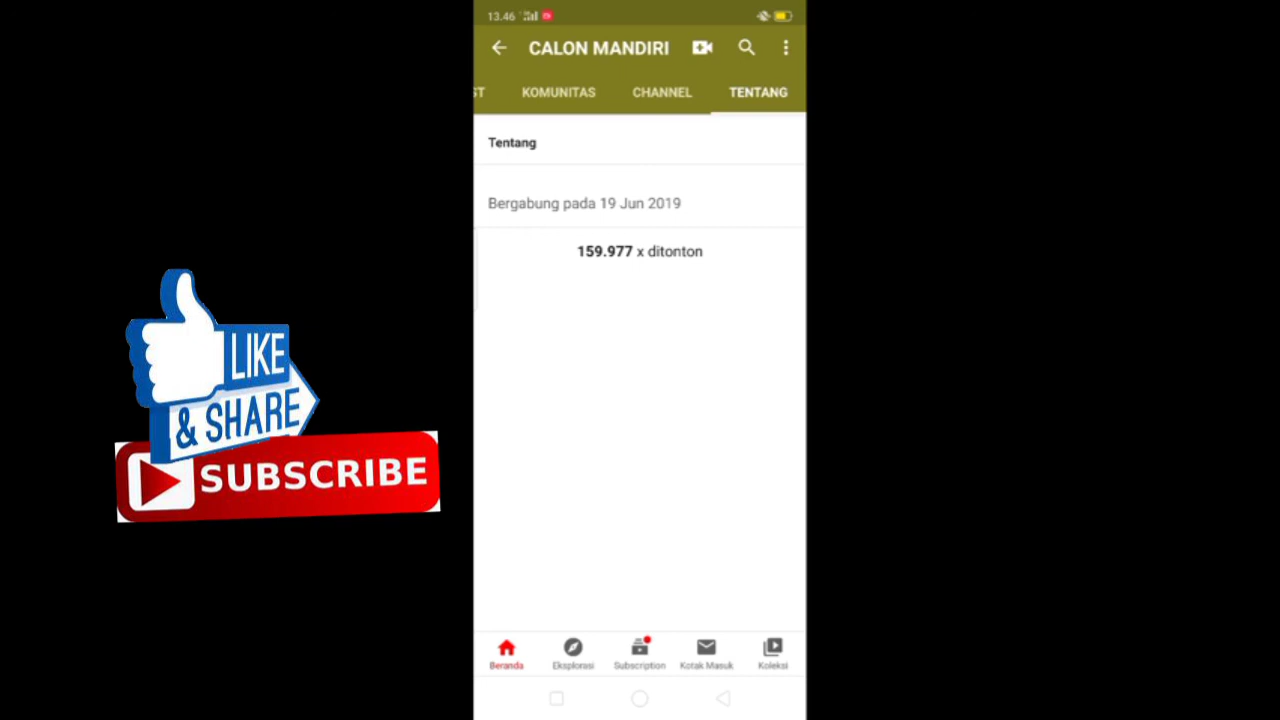 13.46
CALON MANDIRI
ST KOMUNITAS CHANNEL TENTANG
Tentang
Bergabung pada 19 Jun 2019
159.977 x ditonton
LIKE
& SHARE
SUBSCRIBE
Beranda Eksplorasi Subscription Kotak Masuk Koleksi